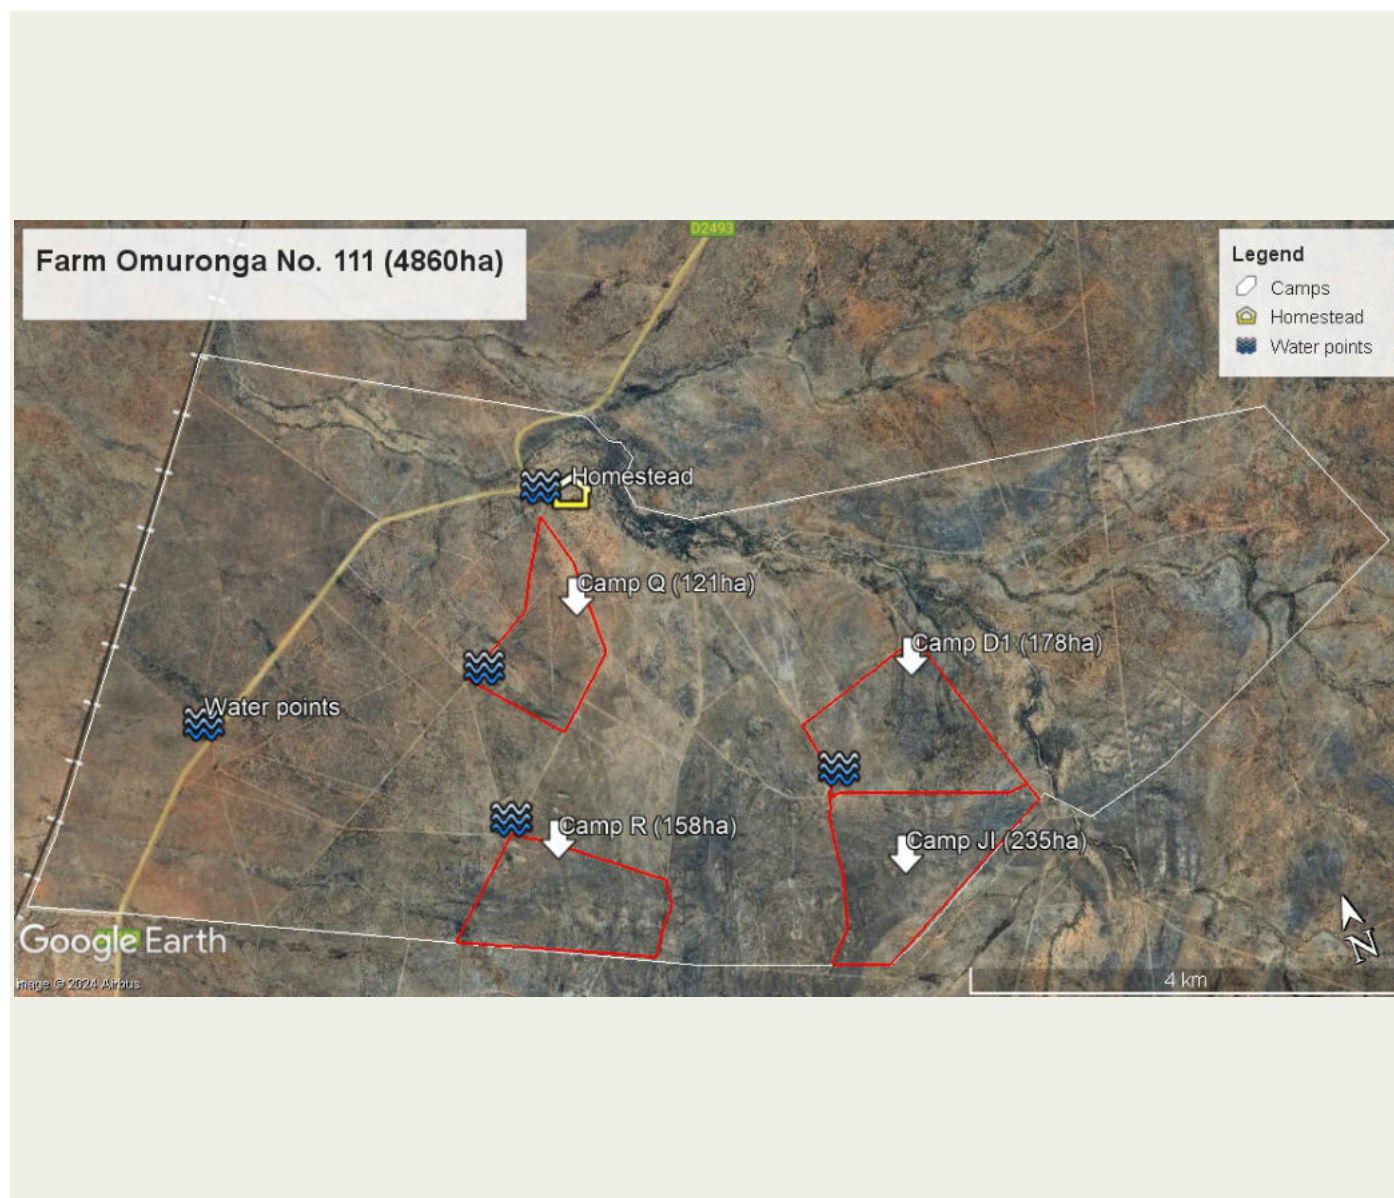 D2493
Farm Omuronga No. 111 (4860ha)
Legend
Camps
Homestead
Water points
Homestead
Camp Q (121ha)
Camp D1 (178ha)
Water points
Camp R (158ha)
Camp JI (235ha)
Google Earth
Image © 2024 Airbus
N
4 km